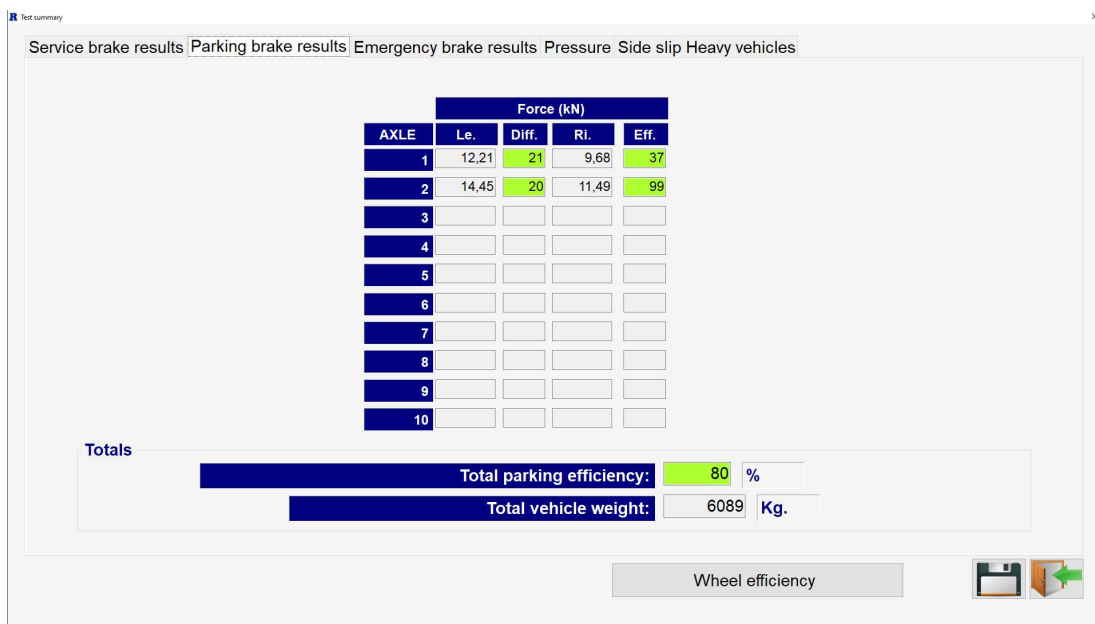 R Test summary
Service brake results Parking brake results Emergency brake results Pressure Side slip Heavy vehicles
Force (kN)
AXLE Le. Diff. Ri. Eff.
1 12,21 21 9,68 37
2 14,45 20 11,49 99
3
4
5
6
7
8
9
10
Totals
Total parking efficiency: 80 %
Total vehicle weight: 6089 Kg.
Wheel efficiency